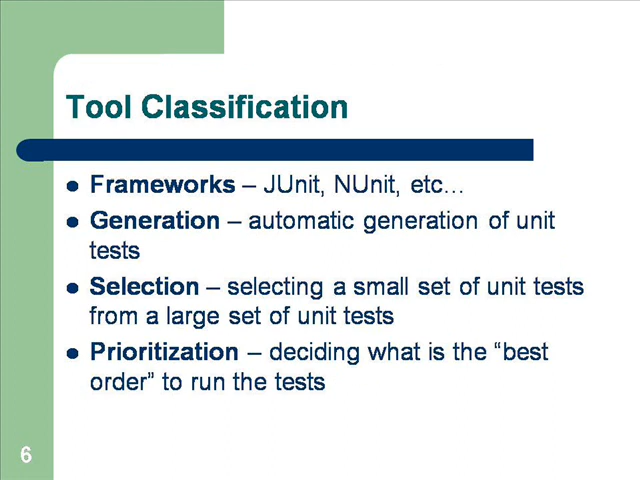 Tool Classification
Frameworks – JUnit, NUnit, etc…
Generation – automatic generation of unit
tests
Selection – selecting a small set of unit tests
from a large set of unit tests
Prioritization – deciding what is the “best
order” to run the tests
6